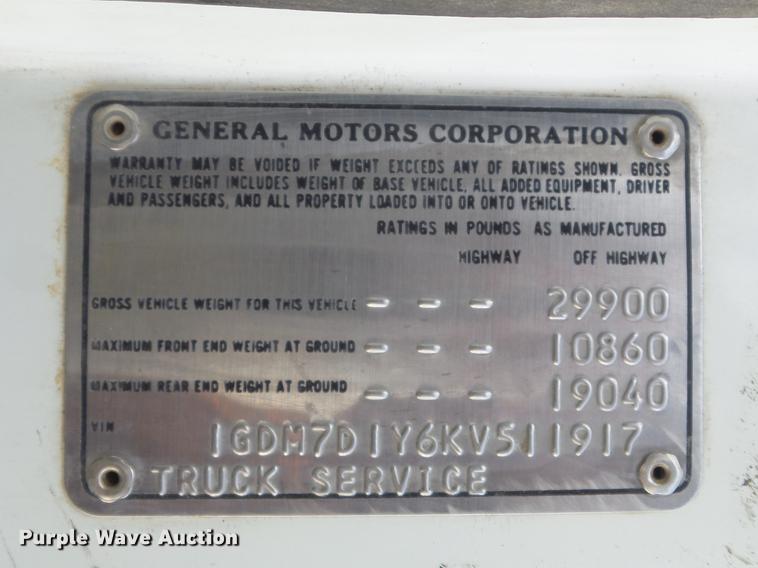 GENERAL MOTORS CORPORATION
WARRANTY MAY BE VOIDED IF WEIGHT EXCEEDS ANY OF RATINGS SHOWN. GROSS
VEHICLE WEIGHT INCLUDES WEIGHT OF BASE VEHICLE, ALL ADDED EQUIPMENT, DRIVER
AND PASSENGERS, AND ALL PROPERTY LOADED INTO OR ONTO VEHICLE.
RATINGS IN POUNDS AS MANUFACTURED
HIGHWAY OFF HIGHWAY
GROSS VEHICLE WEIGHT FOR THIS VEHICLE - - - 29900
MAXIMUM FRONT END WEIGHT AT GROUND - - - 10860
MAXIMUM REAR END WEIGHT AT GROUND - - - 19040
VIN 1GDM7D1Y6KV511917
TRUCK SERVICE
Purple Wave Auction